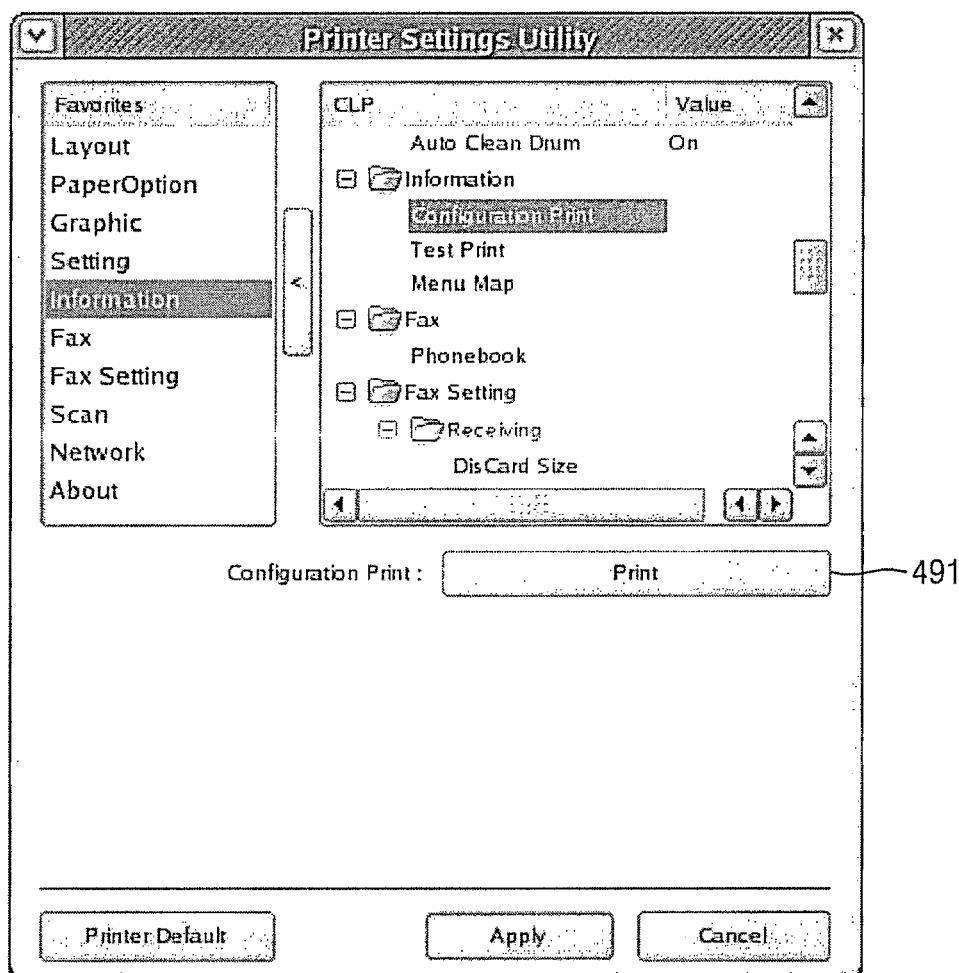 Printer Settings Utility
Favorites
Layout
PaperOption
Graphic
Setting
Information
Fax
Fax Setting
Scan
Network
About
<
CLP Value
Auto Clean Drum On
Information
Configuration Print
Test Print
Menu Map
Fax
Phonebook
Fax Setting
Receiving
DisCard Size
Configuration Print : Print
491
Printer Default Apply Cancel